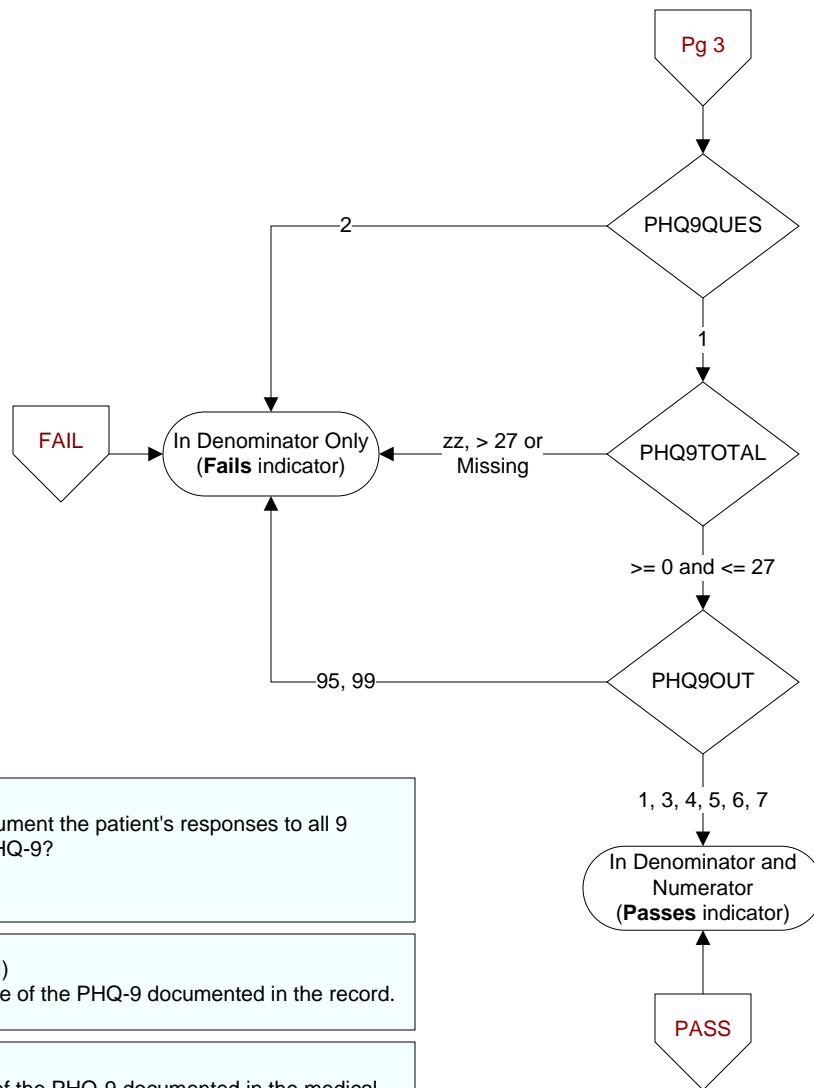 Pg 3
PHQ9QUES
2
1
FAIL
In Denominator Only
(Fails indicator)
zz, > 27 or
Missing
PHQ9TOTAL
>= 0 and <= 27
95, 99
PHQ9OUT
1, 3, 4, 5, 6, 7
In Denominator and
Numerator
(Passes indicator)
PASS
ument the patient's responses to all 9
HQ-9?
)
e of the PHQ-9 documented in the record.
of the PHQ-9 documented in the medical